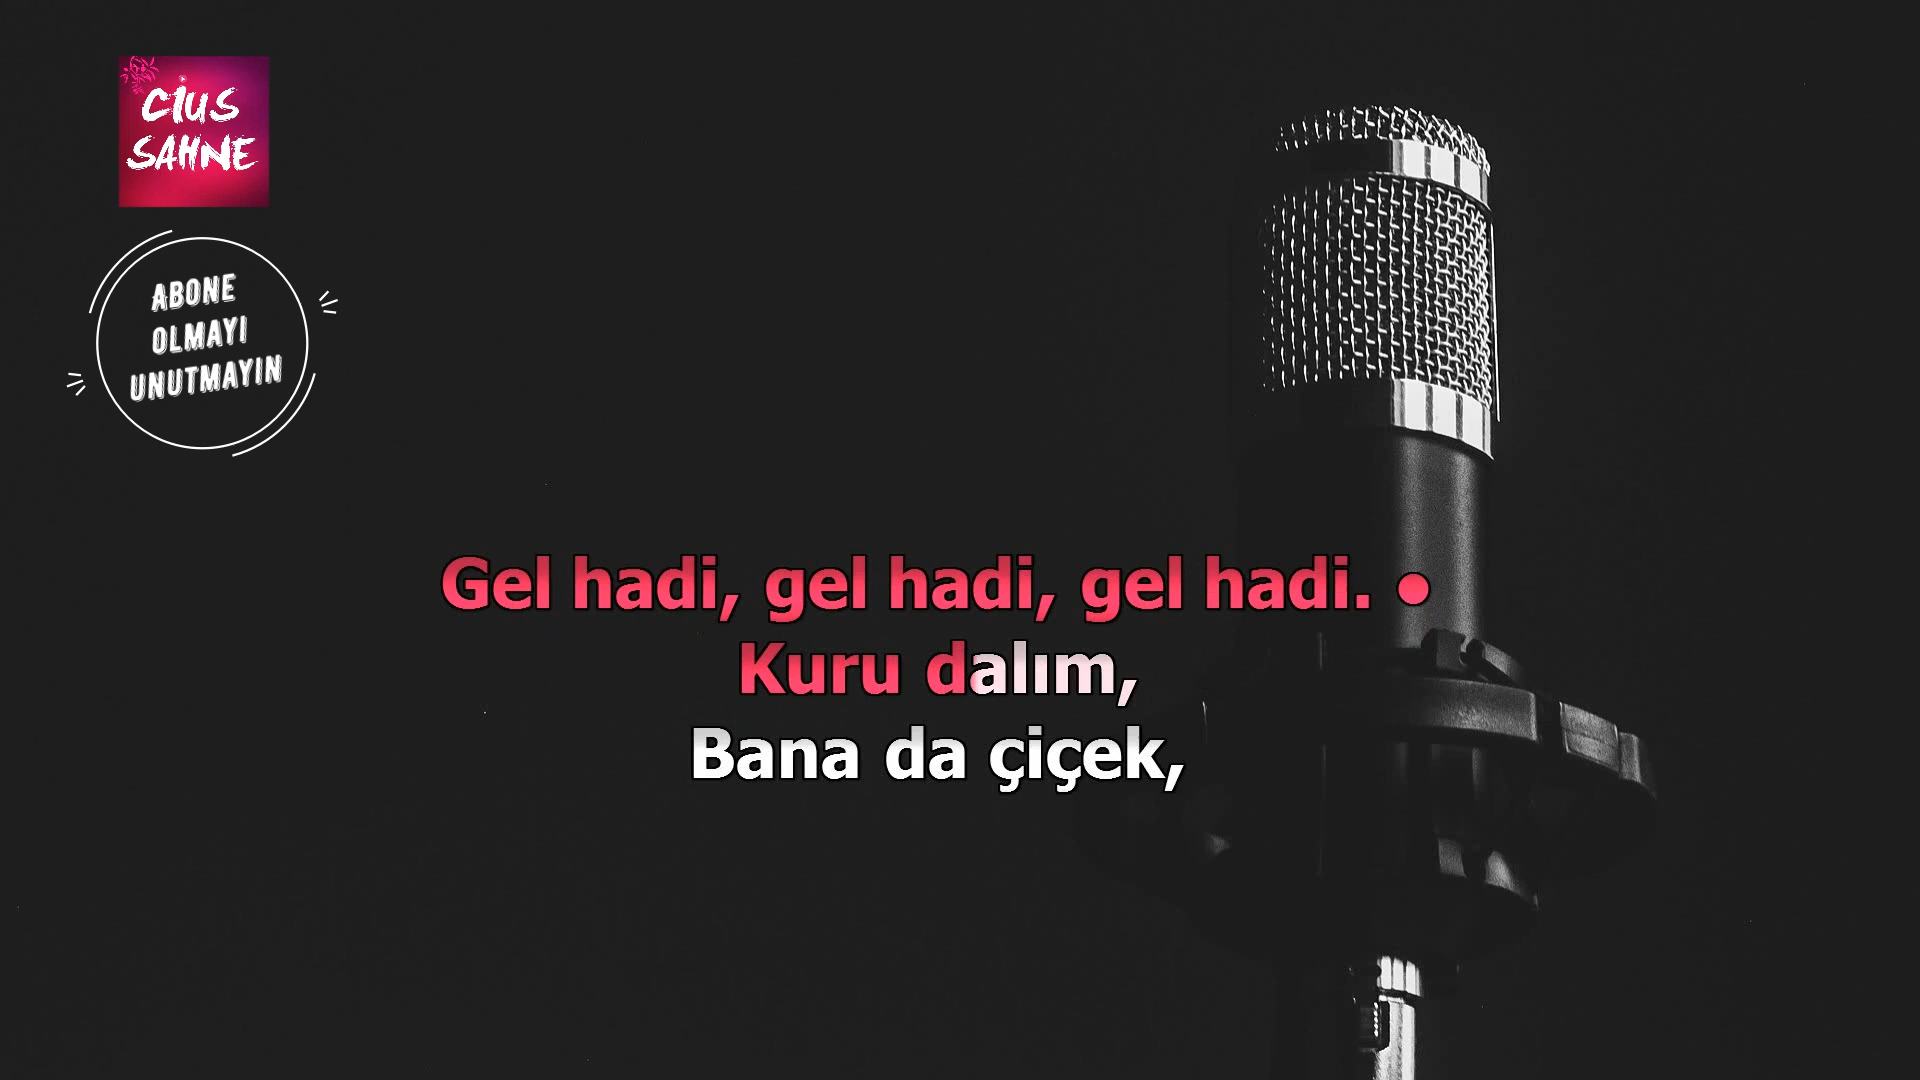 CİUS
SAHNE
ABONE
OLMAYI
UNUTMAYIN
Gel hadi, gel hadi, gel hadi. ●
Kuru dalım,
Bana da çiçek,